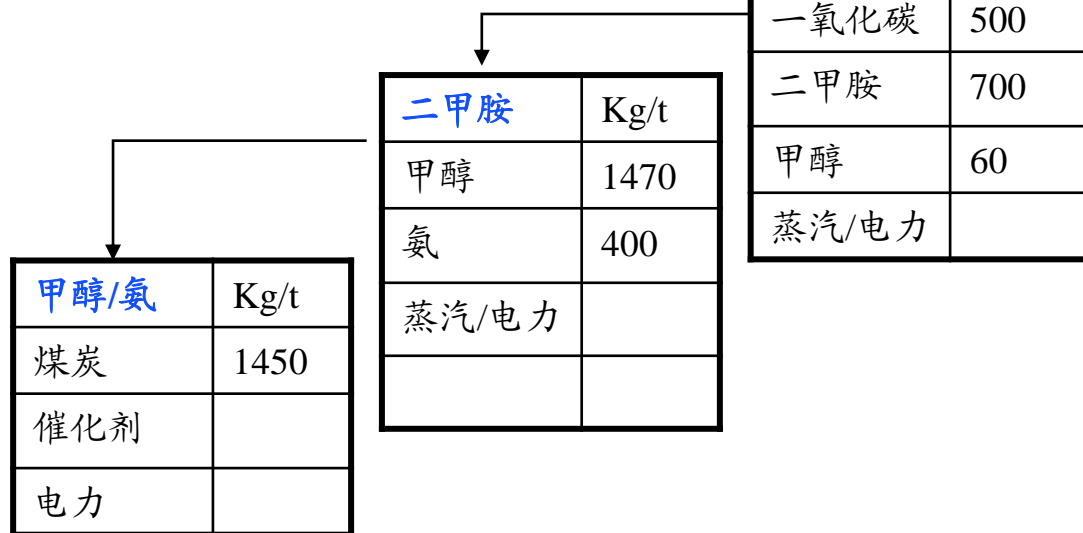 一氧化碳 500
二甲胺 700
甲醇 60
蒸汽/电力
二甲胺 Kg/t
甲醇 1470
氨 400
蒸汽/电力
甲醇/氨 Kg/t
煤炭 1450
催化剂
电力